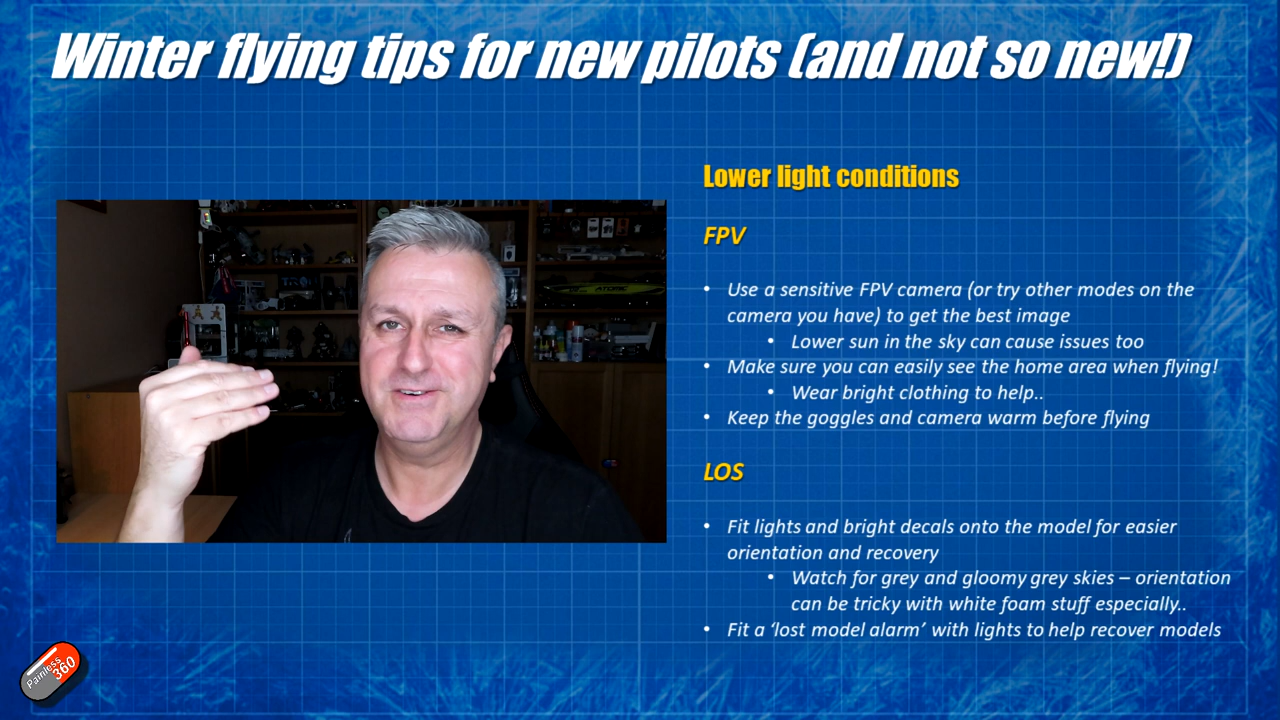 Winter flying tips for new pilots (and not so new!)
Lower light conditions
FPV
• Use a sensitive FPV camera (or try other modes on the
camera you have) to get the best image
• Lower sun in the sky can cause issues too
• Make sure you can easily see the home area when flying!
• Wear bright clothing to help..
• Keep the goggles and camera warm before flying
LOS
• Fit lights and bright decals onto the model for easier
orientation and recovery
• Watch for grey and gloomy grey skies – orientation
can be tricky with white foam stuff especially..
• Fit a ‘lost model alarm’ with lights to help recover models
ATOMIC
Painless
360